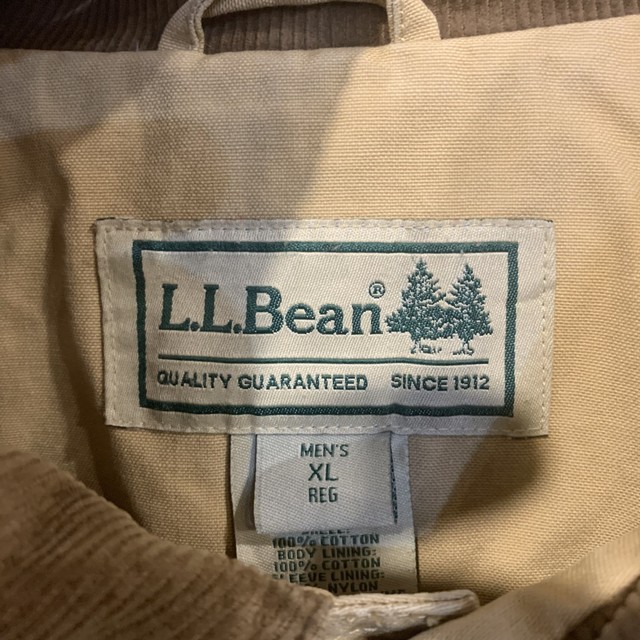 L.L.Bean®
QUALITY GUARANTEED SINCE 1912
MEN'S
XL
REG
100% COTTON
BODY LINING:
100% COTTON
SLEEVE LINING:
NYLON